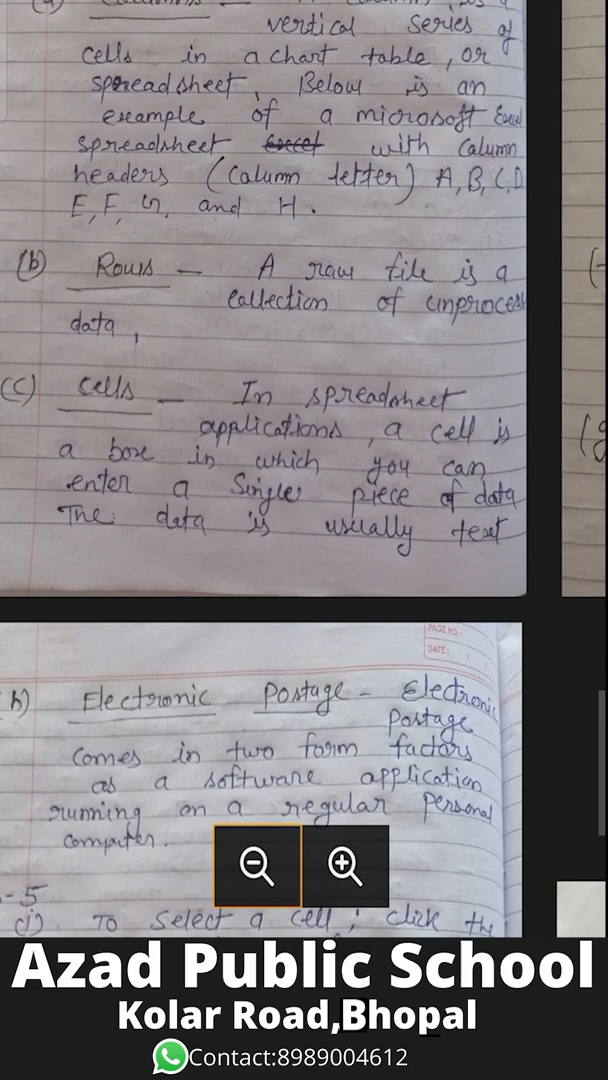 vertical series of
cells in a chart table, or
spreadsheet, Below is an
example of a microsoft Excel
spreadsheet with Calumn
headers (Calumn letter) A, B, C, D
E, F, G, and H.
(b) Rows – A raw file is a
Collection of unprocess
data,
(c) Cells – In spreadsheet
applications, a cell is
a box in which you can
enter a Single piece of data
The data is usually text
PAGE NO.:
DATE: / /
h) Electronic Postage – Electronic
Postage
Comes in two form factors
as a software application
running on a regular Personal
Computer.
-5
(i) To Select a Cell, click the
Azad Public School
Kolar Road,Bhopal
Contact:8989004612